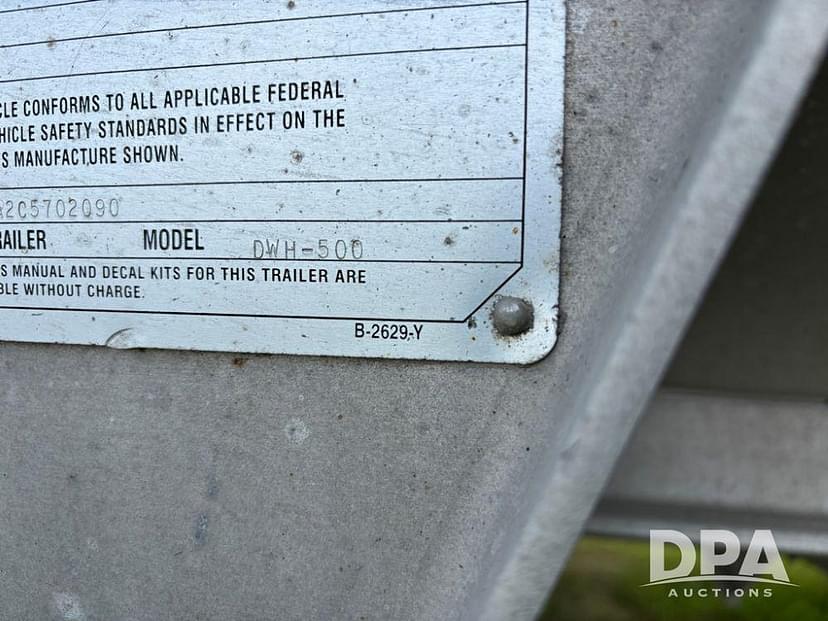 CLE CONFORMS TO ALL APPLICABLE FEDERAL
HICLE SAFETY STANDARDS IN EFFECT ON THE
S MANUFACTURE SHOWN.
2C5702090
AILER MODEL DWH-500
S MANUAL AND DECAL KITS FOR THIS TRAILER ARE
BLE WITHOUT CHARGE.
B-2629-Y
DPA
AUCTIONS